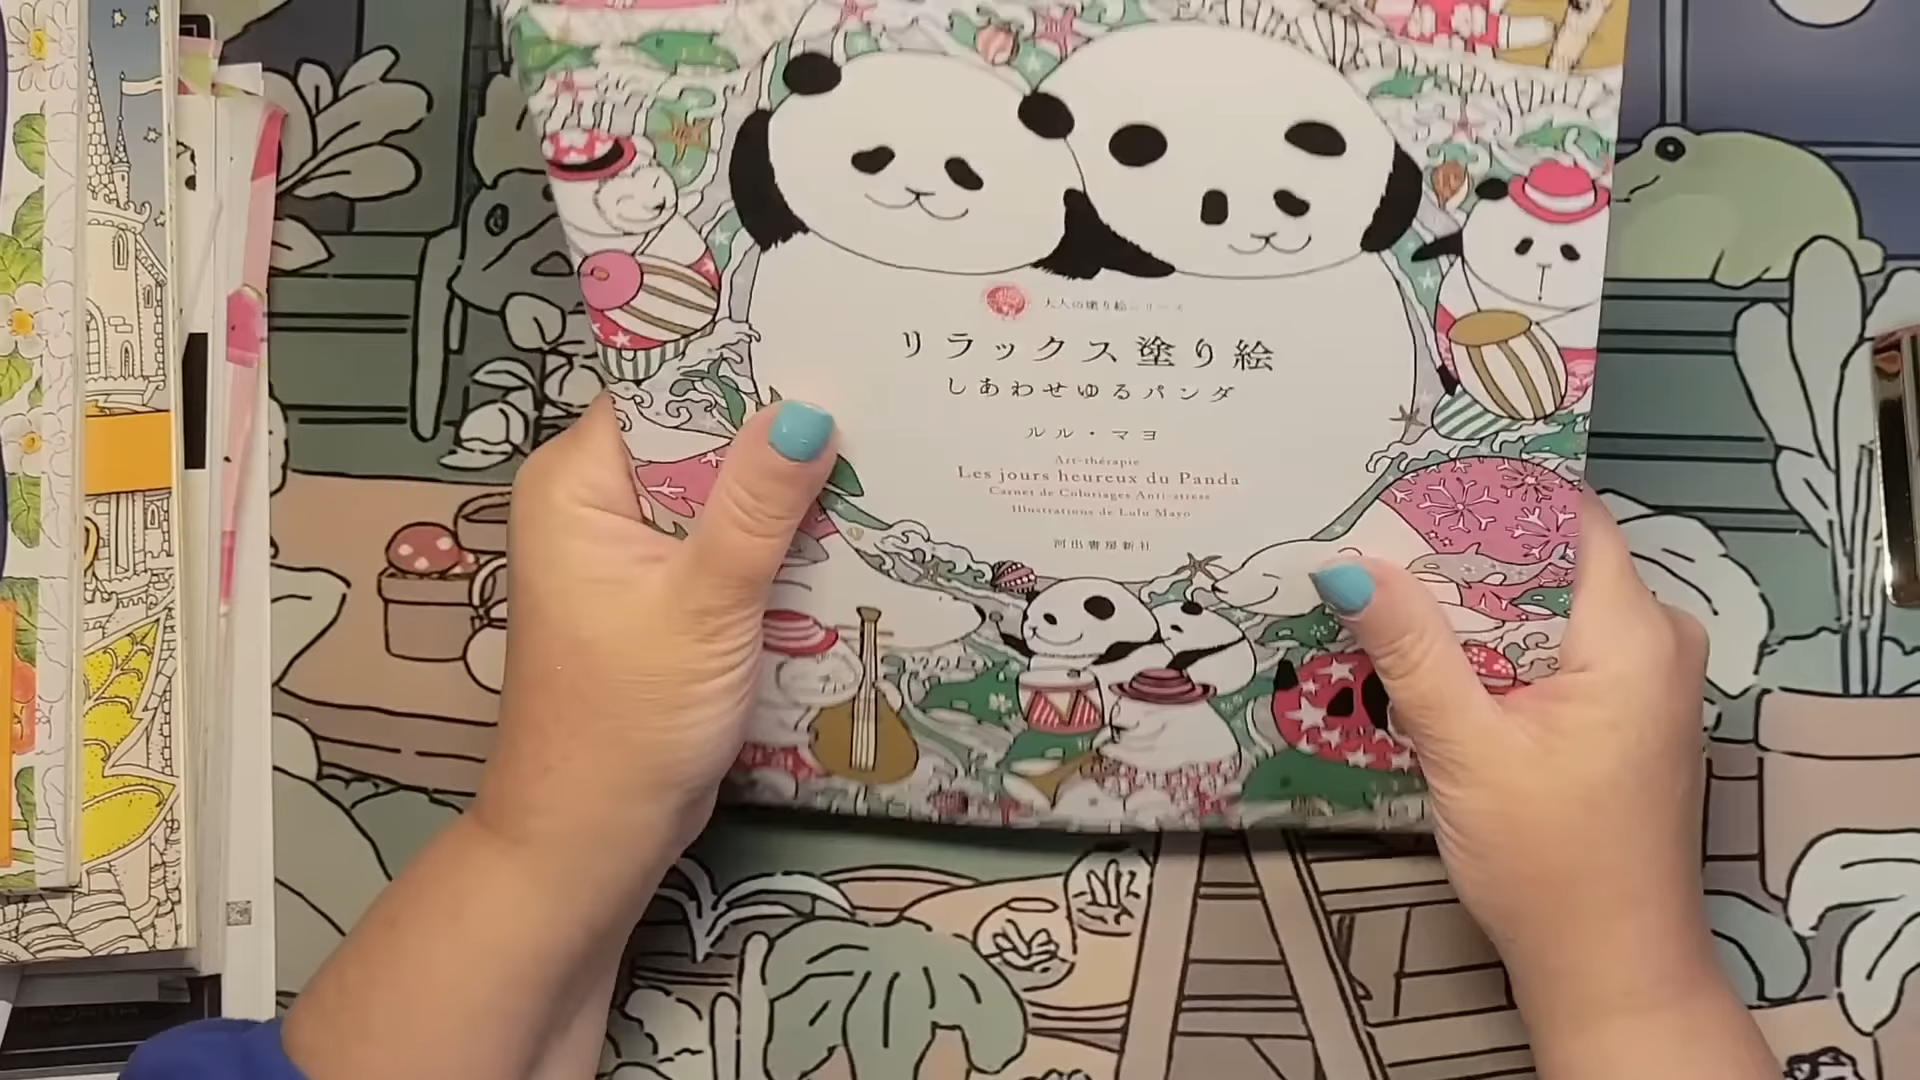 大人の塗り絵シリーズ
リラックス塗り絵
しあわせゆるパンダ
ルル・マヨ
Art-thérapie
Les jours heureux du Panda
Carnet de Coloriages Anti-stress
Illustrations de Lulu Mayo
河出書房新社